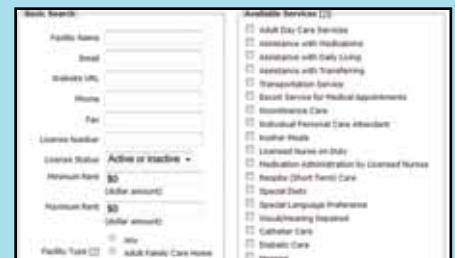 Basic Search
Facility Name
Email
Website URL
Phone
Fax
License Number
License Status Active or Inactive
Minimum Rent $0
(dollar amount)
Maximum Rent $0
(dollar amount)
Facility Type [?] Any
Adult Family Care Home
Available Services [?]
Adult Day Care Services
Assistance with Medications
Assistance with Daily Living
Assistance with Transferring
Transportation Service
Escort Service for Medical Appointments
Incontinence Care
Individual Personal Care Attendant
Kosher Meals
Licensed Nurse on Duty
Medication Administration by Licensed Nurses
Respite (Short Term) Care
Special Diets
Special Language Preference
Visual/Hearing Impaired
Catheter Care
Diabetic Care